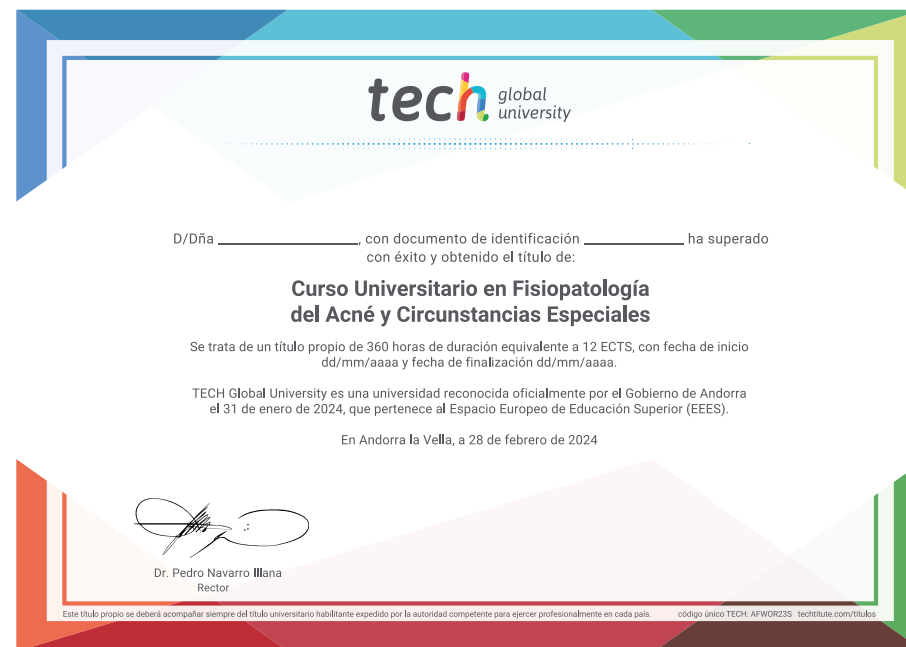 tech global university
D/Dña ____________________, con documento de identificación ______________ ha superado
con éxito y obtenido el título de:
Curso Universitario en Fisiopatología
del Acné y Circunstancias Especiales
Se trata de un título propio de 360 horas de duración equivalente a 12 ECTS, con fecha de inicio
dd/mm/aaaa y fecha de finalización dd/mm/aaaa.
TECH Global University es una universidad reconocida oficialmente por el Gobierno de Andorra
el 31 de enero de 2024, que pertenece al Espacio Europeo de Educación Superior (EEES).
En Andorra la Vella, a 28 de febrero de 2024
Dr. Pedro Navarro Illana
Rector
Este título propio se deberá acompañar siempre del título universitario habilitante expedido por la autoridad competente para ejercer profesionalmente en cada país. código único TECH: AFWOR23S techtitute.com/titulos